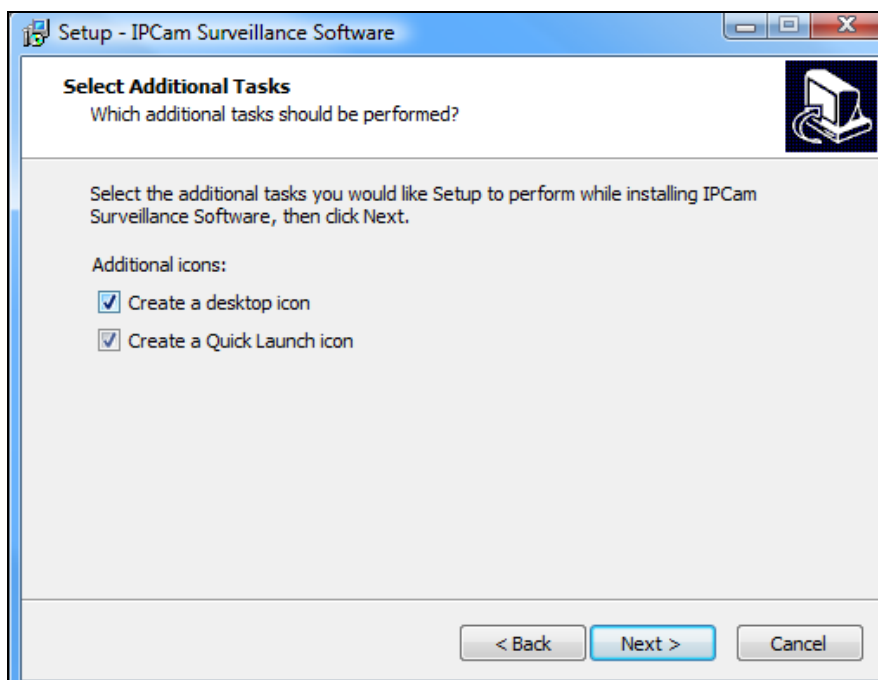 Setup - IPCam Surveillance Software
Select Additional Tasks
Which additional tasks should be performed?
Select the additional tasks you would like Setup to perform while installing IPCam
Surveillance Software, then click Next.
Additional icons:
Create a desktop icon
Create a Quick Launch icon
< Back Next > Cancel